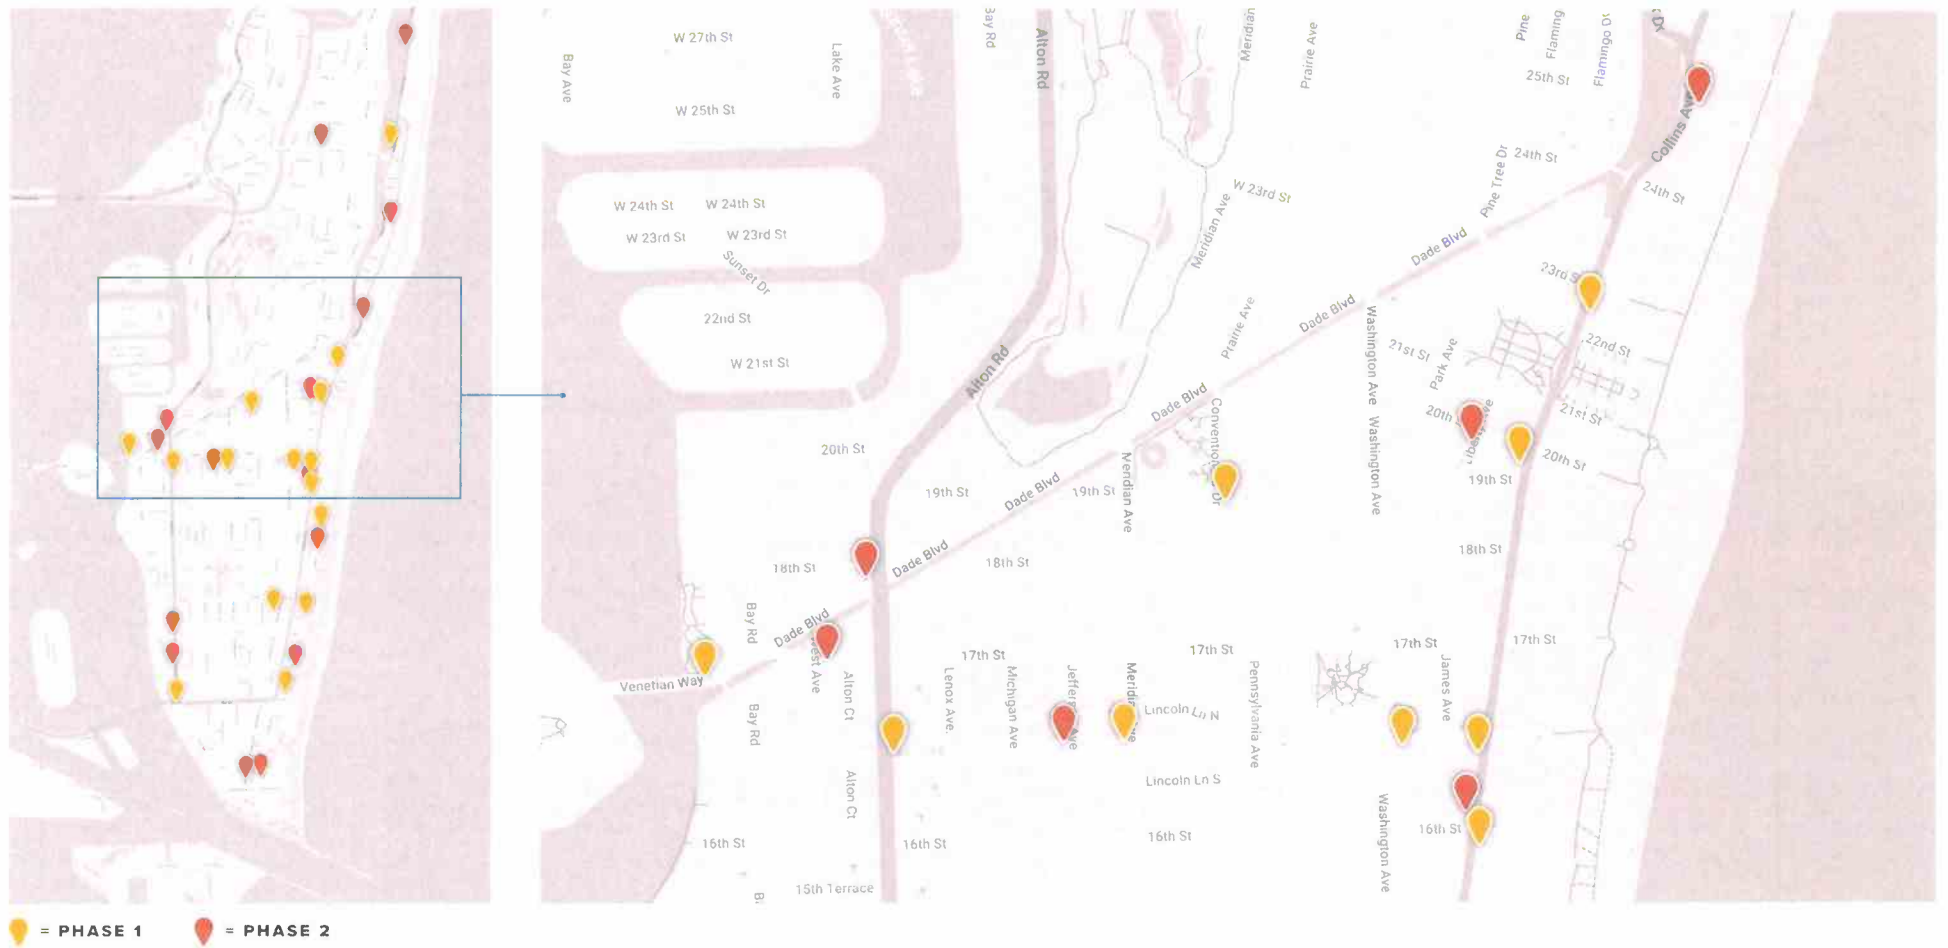 W 27th St
Bay Ave
Lake Ave
Bay Rd
Alton Rd
Meridian
Prairie Ave
Pine
Flaming
Flamingo
25th St
W 25th St
Collins Ave
24th St
Pine Tree Dr
24th St
W 23rd St
Meridian Ave
W 24th St
W 24th St
W 23rd St
W 23rd St
Sunset Dr
Dade Blvd
23rd
22nd St
Dade Blvd
Prairie Ave
Washington Ave
21st St
Park Ave
22nd St
W 21st St
Alton Rd
Dade Blvd
Convention
Dr
20th
21st St
Washington Ave
20th St
20th St
19th St
Dade Blvd
19th St
Meridian Ave
19th St
18th St
Dade Blvd
18th St
18th St
Bay Rd
Dade Blvd
West Ave
17th St
17th St
17th St
17th St
Venetian Way
Alton Ct
Lenox Ave.
Michigan Ave
Pennsylvania Ave
James Ave
Lincoln Ln N
Bay Rd
Lincoln Ln S
Alton Ct
Washington Ave
16th St
16th St
16th St
16th St
15th Terrace
= PHASE 1
= PHASE 2